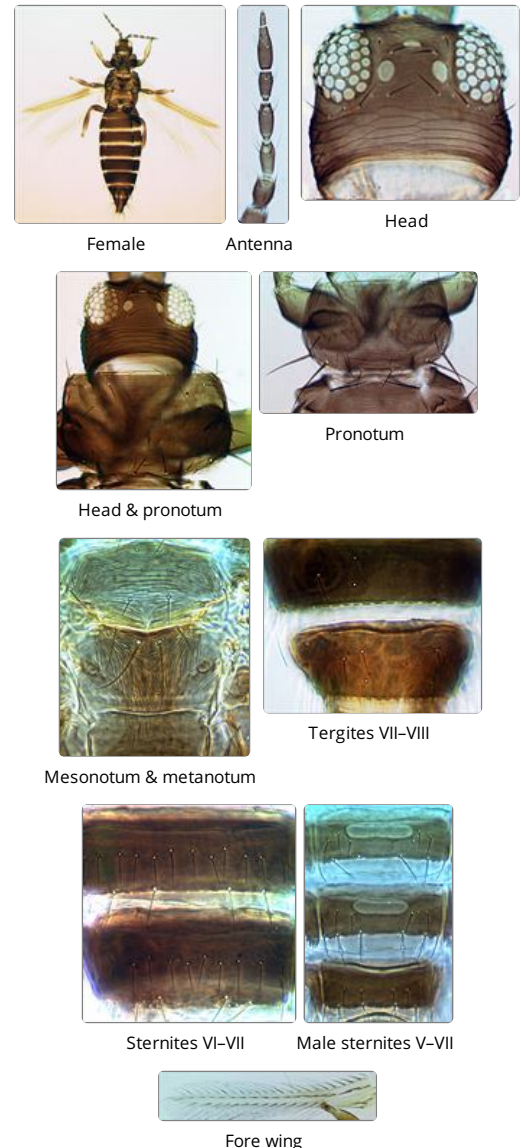 Female
Antenna
Head
Head & pronotum
Pronotum
Mesonotum & metanotum
Tergites VII–VIII
Sternites VI–VII
Male sternites V–VII
Fore wing